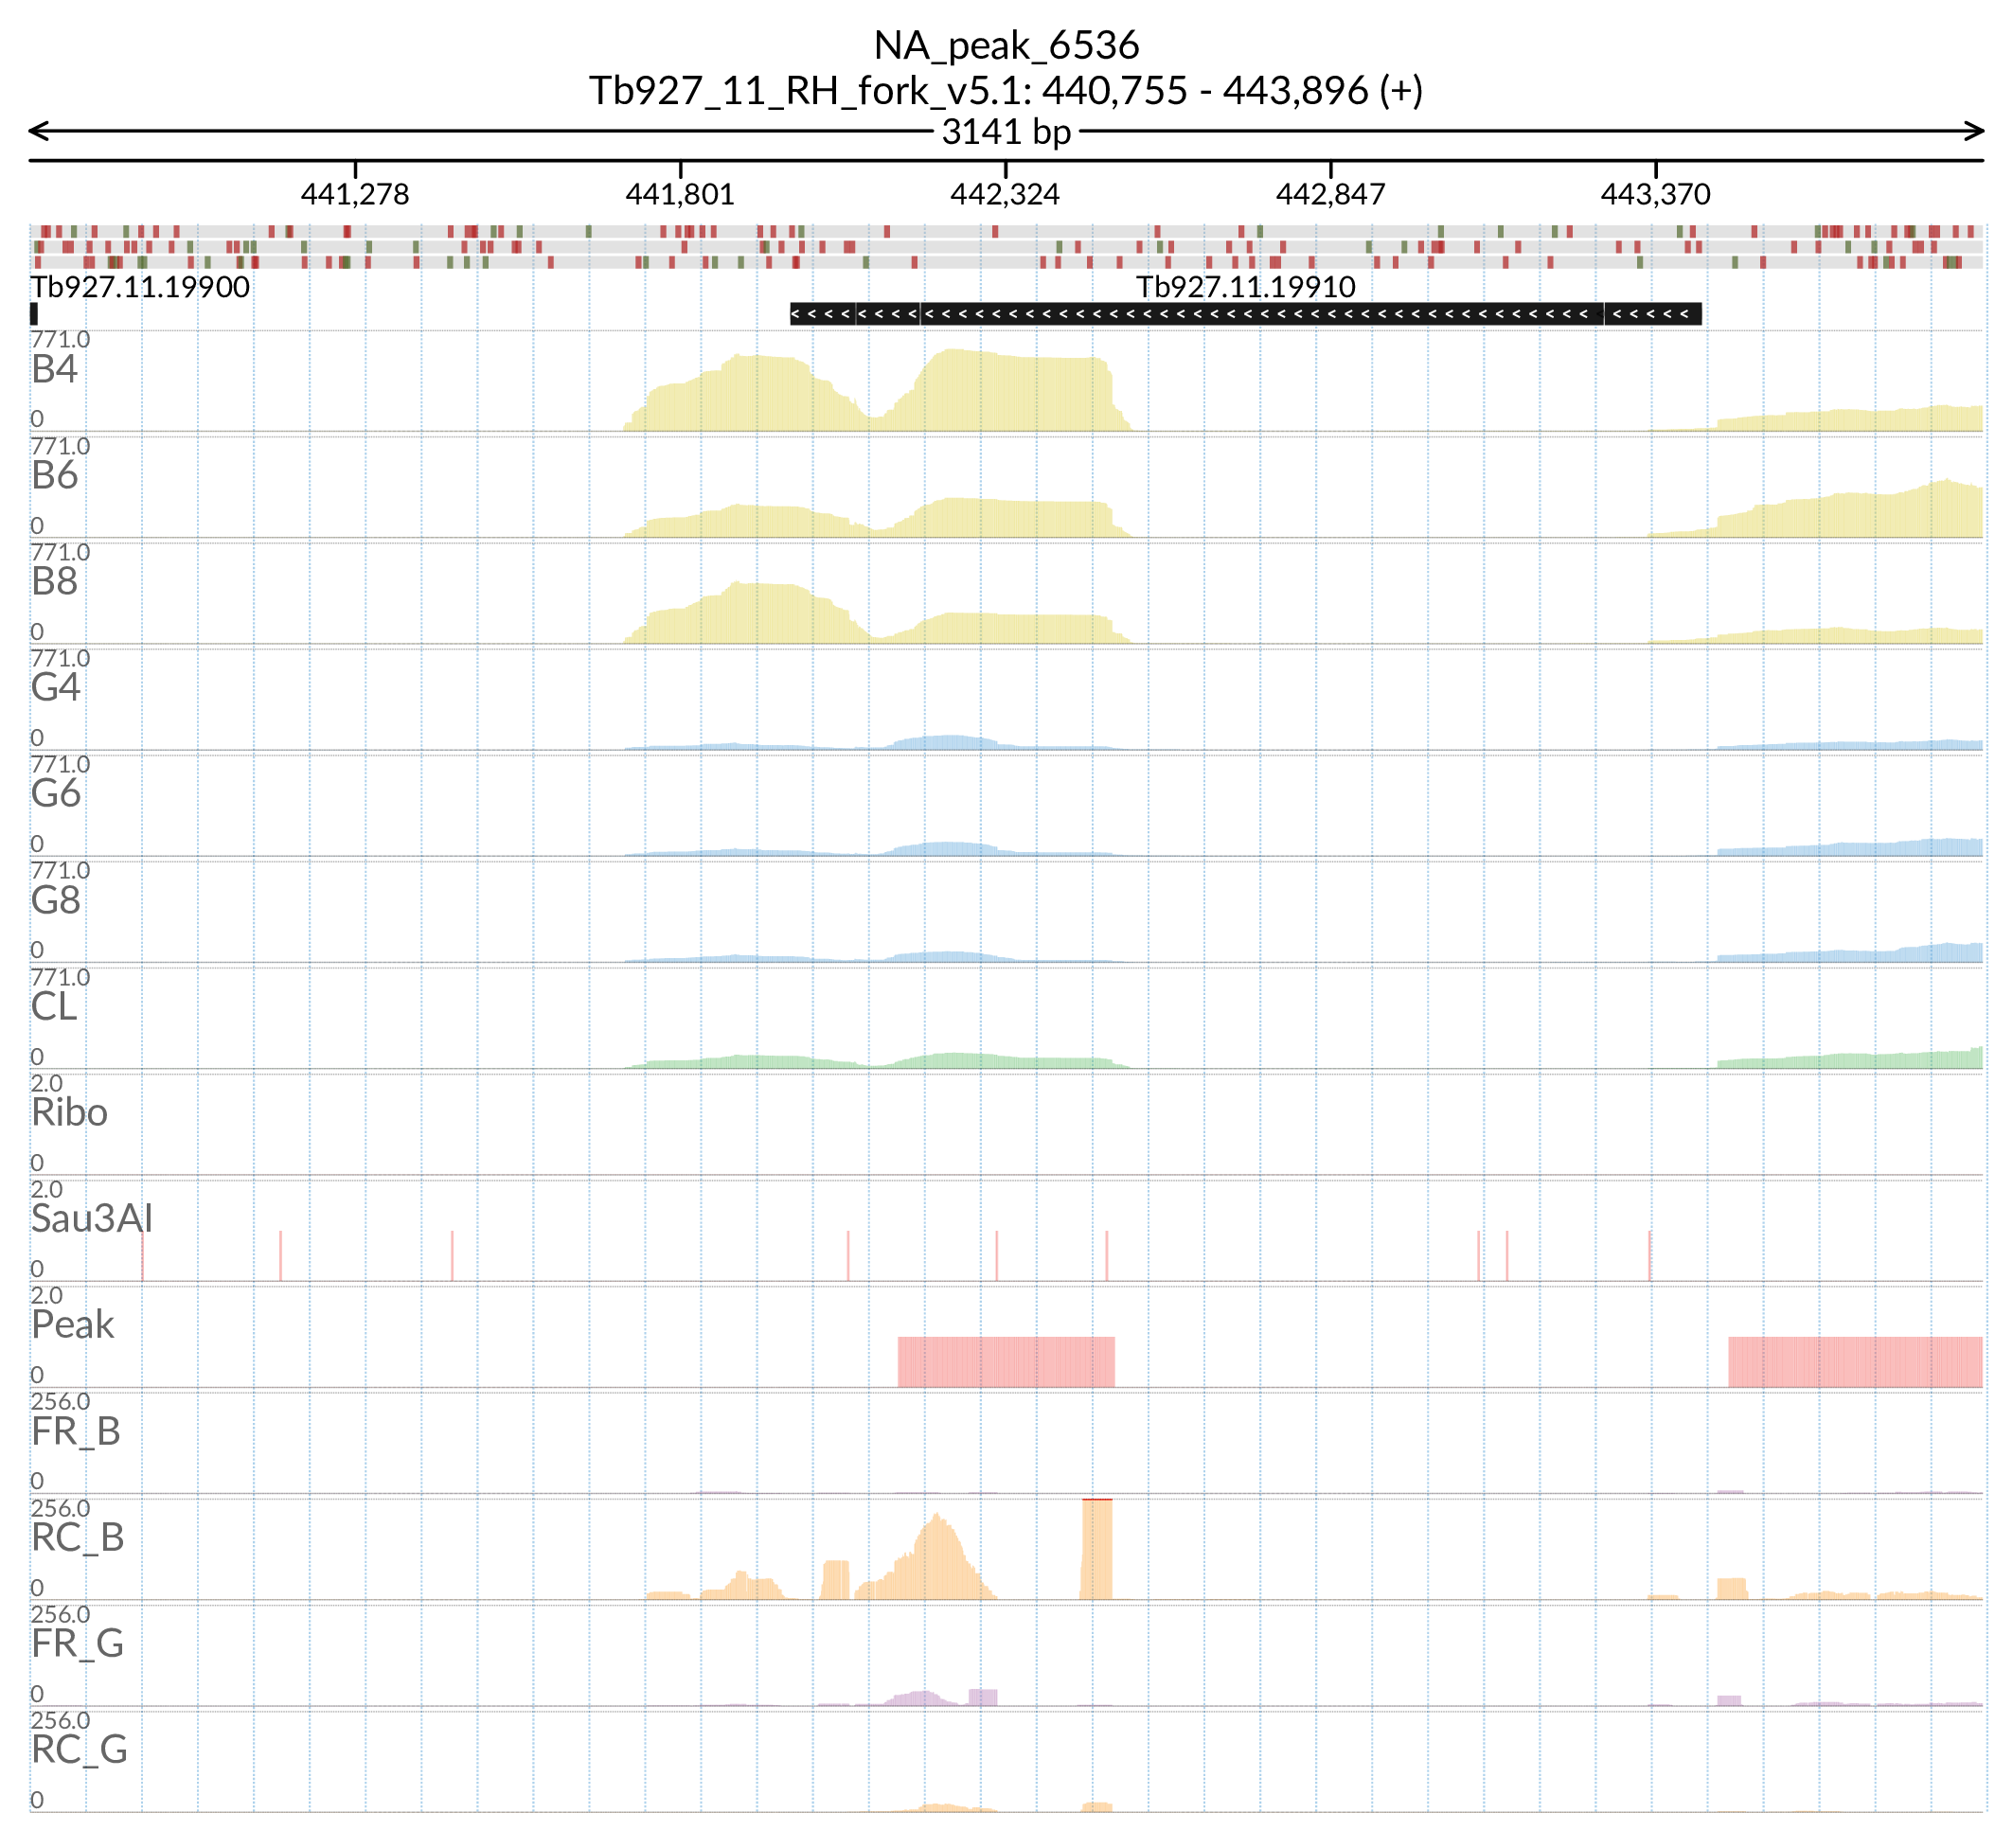 NA_peak_6536
Tb927_11_RH_fork_v5.1: 440,755 - 443,896 (+)
3141 bp
441,278 441,801 442,324 442,847 443,370
Tb927.11.19900 Tb927.11.19910
771.0
B4
0
771.0
B6
0
771.0
B8
0
771.0
G4
0
771.0
G6
0
771.0
G8
0
771.0
CL
0
2.0
Ribo
0
2.0
Sau3AI
0
2.0
Peak
0
256.0
FR_B
0
256.0
RC_B
0
256.0
FR_G
0
256.0
RC_G
0